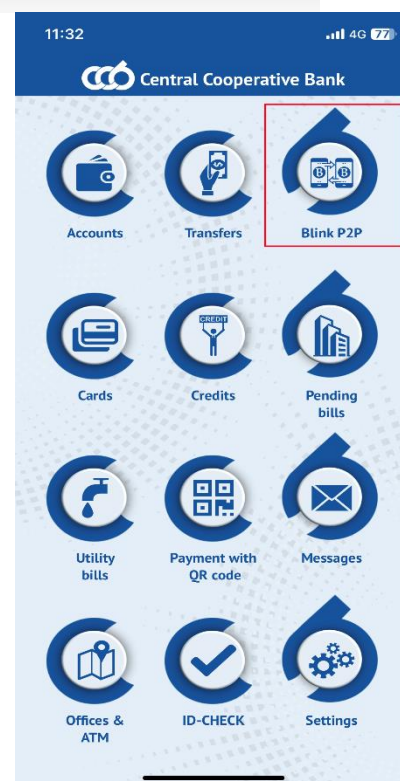 11:32
4G 77
Central Cooperative Bank
Accounts
Transfers
Blink P2P
CREDIT
Cards
Credits
Pending
bills
Utility
bills
Payment with
QR code
Messages
Offices &
ATM
ID-CHECK
Settings